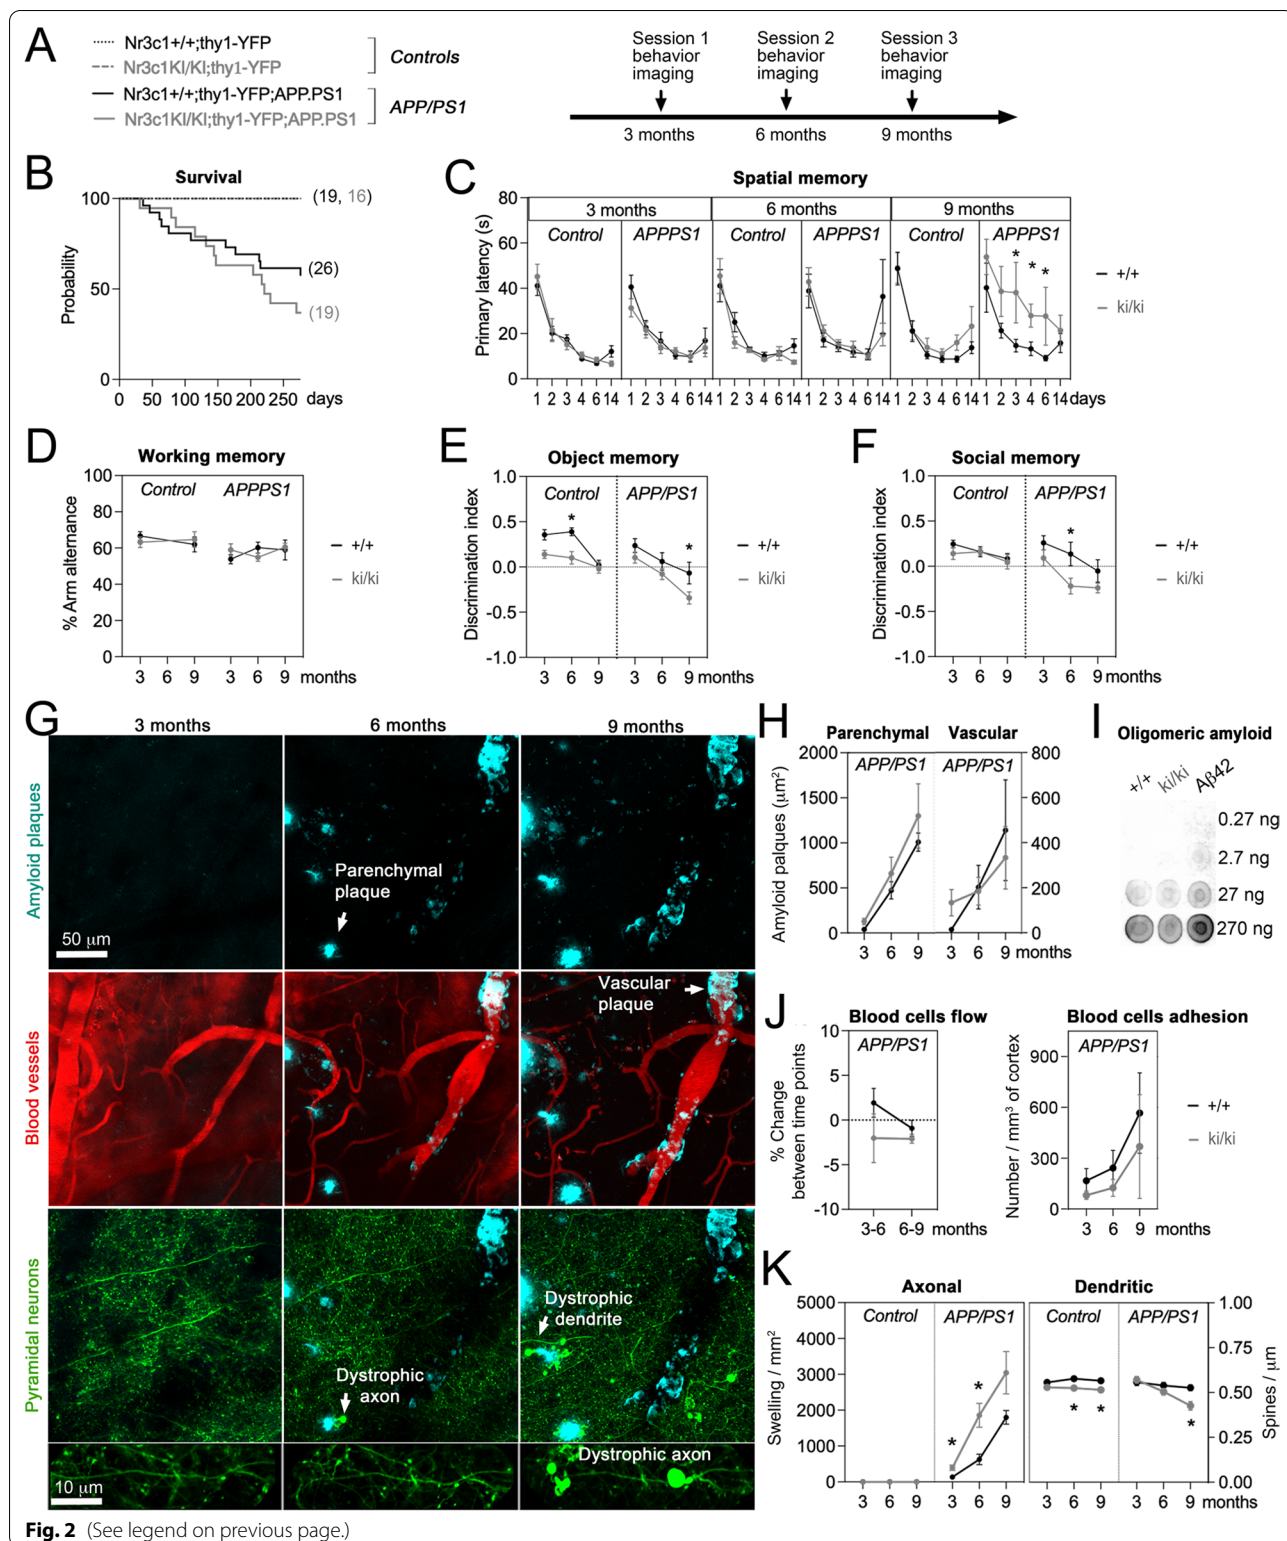 A
Nr3c1+/+;thy1-YFP
Nr3c1KI/KI;thy1-YFP
Controls
Nr3c1+/+;thy1-YFP;APP.PS1
Nr3c1KI/KI;thy1-YFP;APP.PS1
APP/PS1
Session 1 behavior imaging
Session 2 behavior imaging
Session 3 behavior imaging
3 months
6 months
9 months
B
Survival
Probability
100
50
0
(19, 16)
(26)
(19)
0 50 100 150 200 250 days
C
Spatial memory
Primary latency (s)
80
60
40
20
0
3 months
6 months
9 months
Control
APPPS1
Control
APPPS1
Control
APPPS1
* * *
+/+
ki/ki
1 2 3 4 6 14 1 2 3 4 6 14 1 2 3 4 6 14 1 2 3 4 6 14 1 2 3 4 6 14 1 2 3 4 6 14 days
D
Working memory
% Arm alternance
100
80
60
40
20
0
Control
APPPS1
+/+
ki/ki
3 6 9 3 6 9 months
E
Object memory
Discrimination index
1.0
0.5
0.0
-0.5
-1.0
Control
APP/PS1
*
*
+/+
ki/ki
3 6 9 3 6 9 months
F
Social memory
Discrimination index
1.0
0.5
0.0
-0.5
-1.0
Control
APP/PS1
*
+/+
ki/ki
3 6 9 3 6 9 months
G
3 months
6 months
9 months
Amyloid plaques
Parenchymal plaque
50 µm
Blood vessels
Vascular plaque
Pyramidal neurons
Dystrophic axon
Dystrophic dendrite
Dystrophic axon
10 µm
H
Parenchymal
Vascular
Amyloid palques (µm²)
2000
1500
1000
500
0
APP/PS1
APP/PS1
800
600
400
200
0
3 6 9 3 6 9 months
I
Oligomeric amyloid
+/+
ki/ki
Aβ42
0.27 ng
2.7 ng
27 ng
270 ng
J
Blood cells flow
% Change between time points
10
5
0
-5
-10
APP/PS1
3-6 6-9 months
Blood cells adhesion
Number / mm³ of cortex
900
600
300
0
APP/PS1
+/+
ki/ki
3 6 9 months
K
Axonal
Dendritic
Swelling / mm²
5000
4000
3000
2000
1000
0
Control
APP/PS1
*
*
Control
APP/PS1
* *
*
1.00
0.75
0.50
0.25
0.00
Spines / µm
3 6 9 3 6 9 3 6 9 3 6 9 months
Fig. 2 (See legend on previous page.)